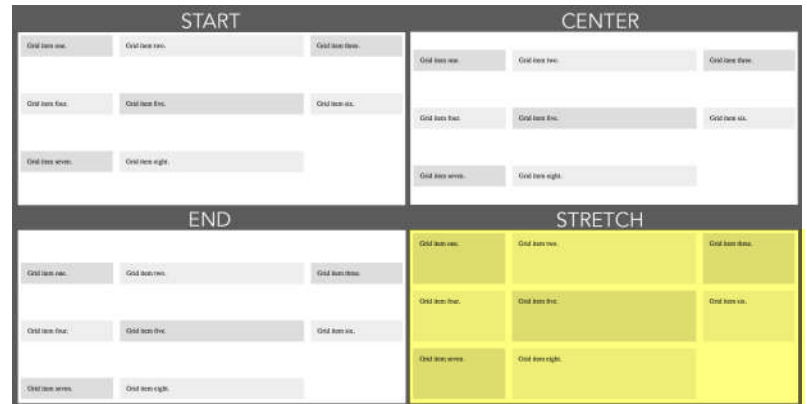 START
Grid item one. Grid item two. Grid item three.
Grid item four. Grid item five. Grid item six.
Grid item seven. Grid item eight.
CENTER
Grid item one. Grid item two. Grid item three.
Grid item four. Grid item five. Grid item six.
Grid item seven. Grid item eight.
END
Grid item one. Grid item two. Grid item three.
Grid item four. Grid item five. Grid item six.
Grid item seven. Grid item eight.
STRETCH
Grid item one. Grid item two. Grid item three.
Grid item four. Grid item five. Grid item six.
Grid item seven. Grid item eight.